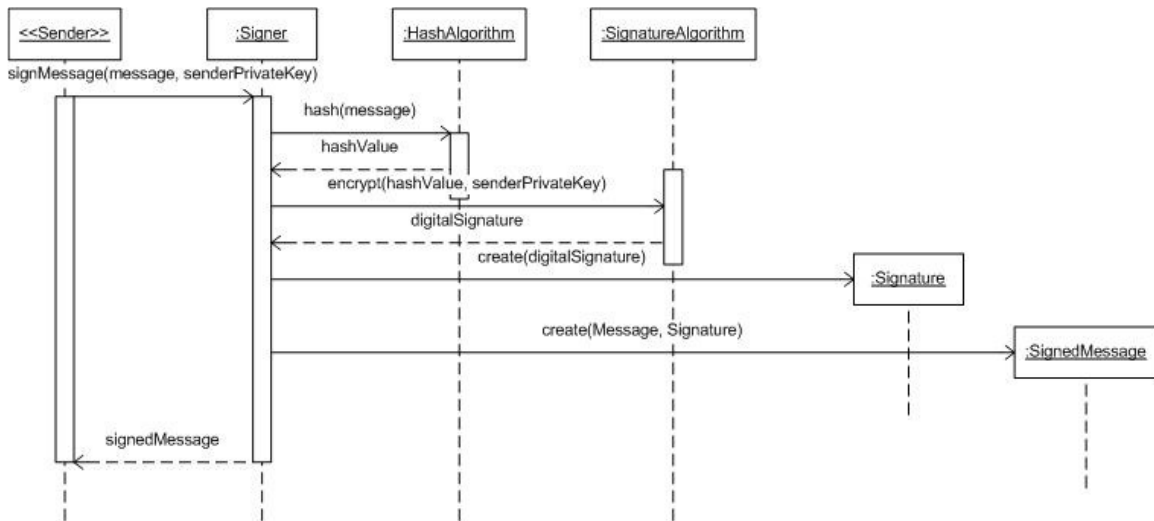 <<Sender>>
:Signer
:HashAlgorithm
:SignatureAlgorithm
signMessage(message, senderPrivateKey)
hash(message)
hashValue
encrypt(hashValue, senderPrivateKey)
digitalSignature
create(digitalSignature)
:Signature
create(Message, Signature)
:SignedMessage
signedMessage